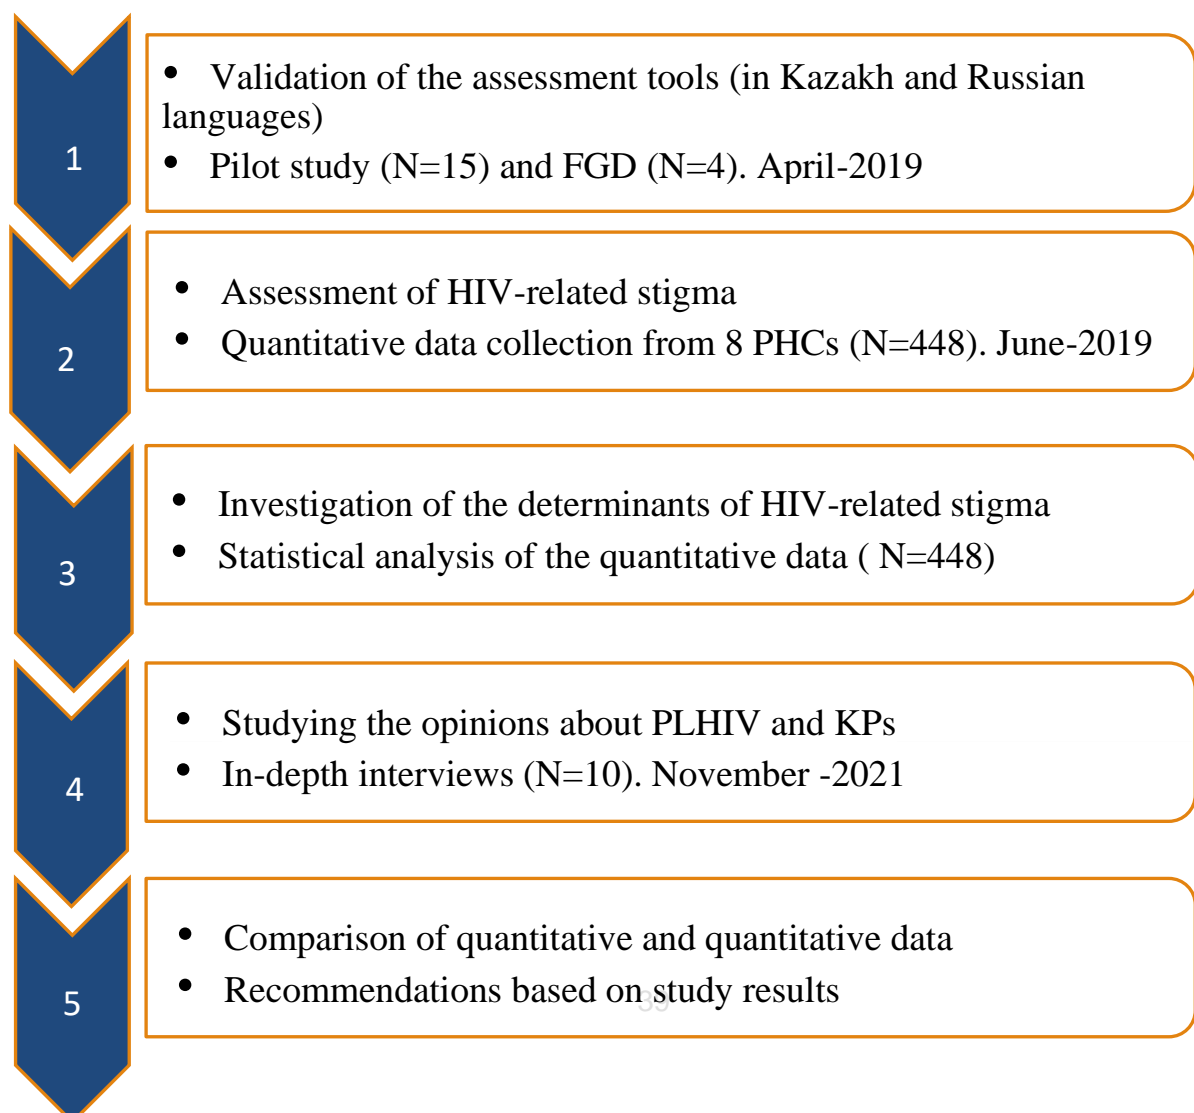 1
• Validation of the assessment tools (in Kazakh and Russian
languages)
• Pilot study (N=15) and FGD (N=4). April-2019
2
• Assessment of HIV-related stigma
• Quantitative data collection from 8 PHCs (N=448). June-2019
3
• Investigation of the determinants of HIV-related stigma
• Statistical analysis of the quantitative data ( N=448)
4
• Studying the opinions about PLHIV and KPs
• In-depth interviews (N=10). November -2021
5
• Comparison of quantitative and quantitative data
• Recommendations based on study results
39